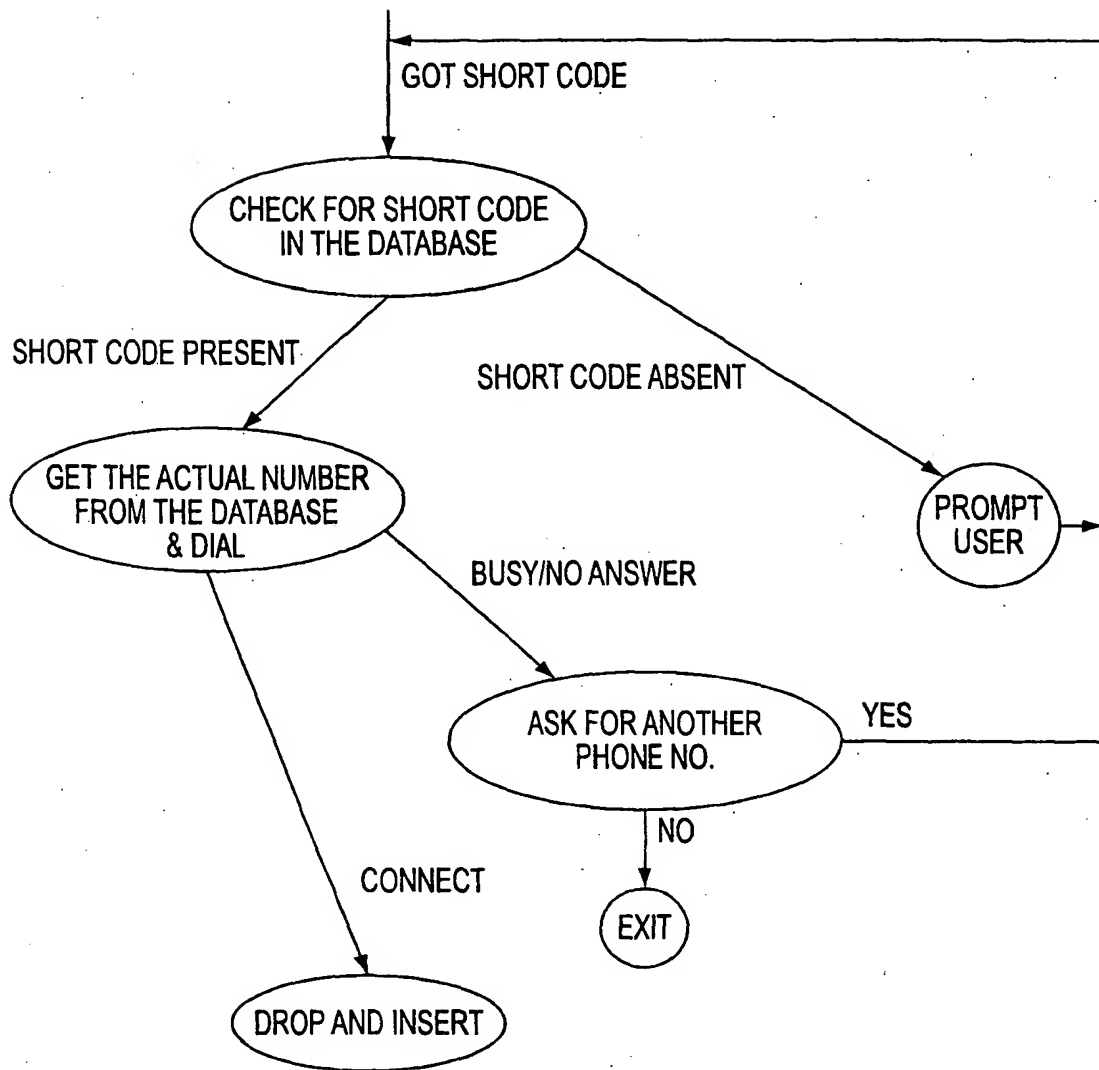 GOT SHORT CODE
CHECK FOR SHORT CODE
IN THE DATABASE
SHORT CODE PRESENT
SHORT CODE ABSENT
GET THE ACTUAL NUMBER
FROM THE DATABASE
& DIAL
PROMPT
USER
BUSY/NO ANSWER
ASK FOR ANOTHER
PHONE NO.
YES
NO
CONNECT
EXIT
DROP AND INSERT